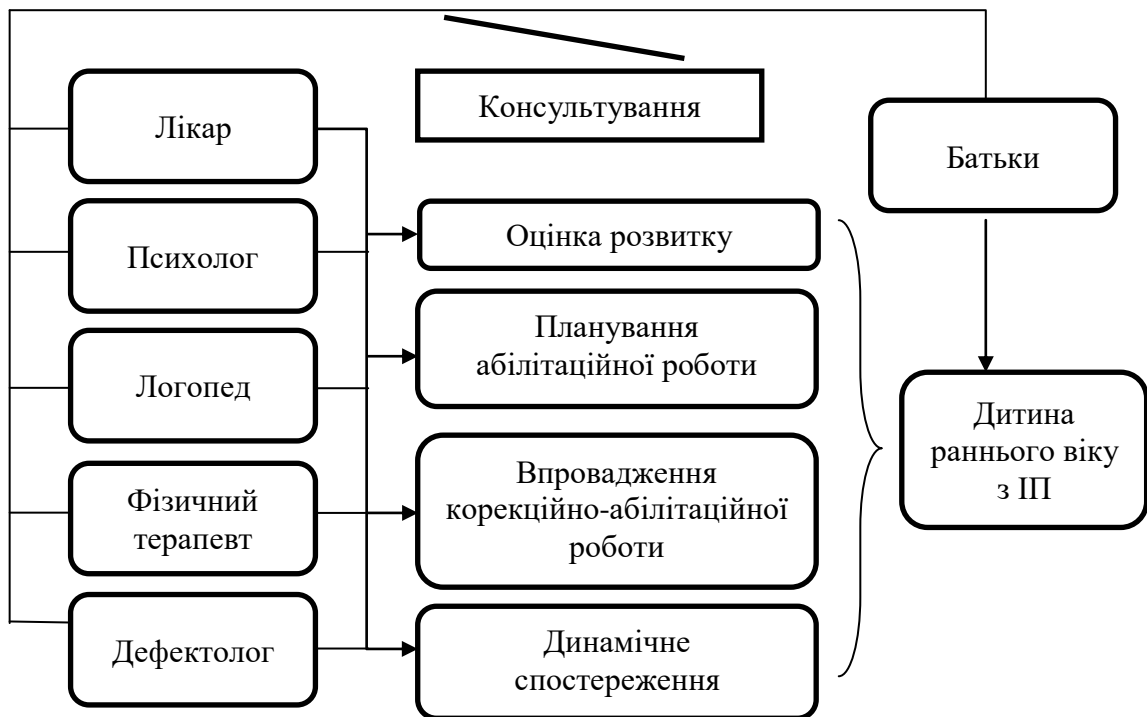 Лікар
Психолог
Логопед
Фізичний
терапевт
Дефектолог
Консультування
Оцінка розвитку
Планування
абілітаційної роботи
Впровадження
корекційно-абілітаційної
роботи
Динамічне
спостереження
Батьки
Дитина
раннього віку
з ІП